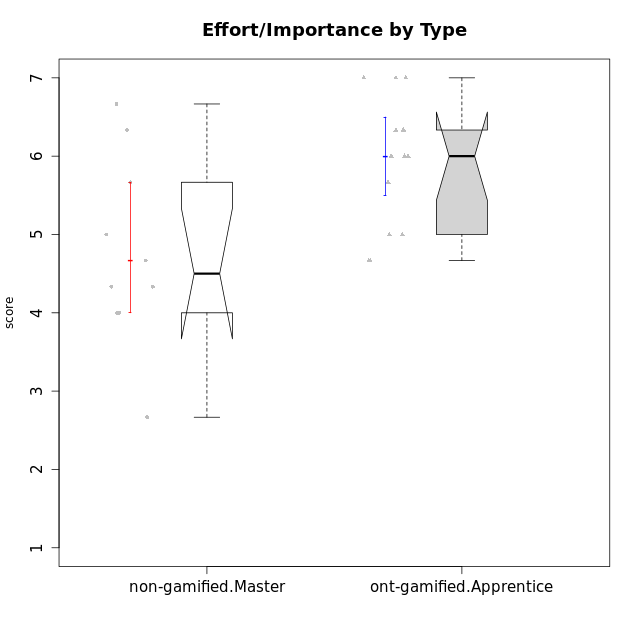 Effort/Importance by Type
7
6
5
4
3
2
1
score
non-gamified.Master
ont-gamified.Apprentice